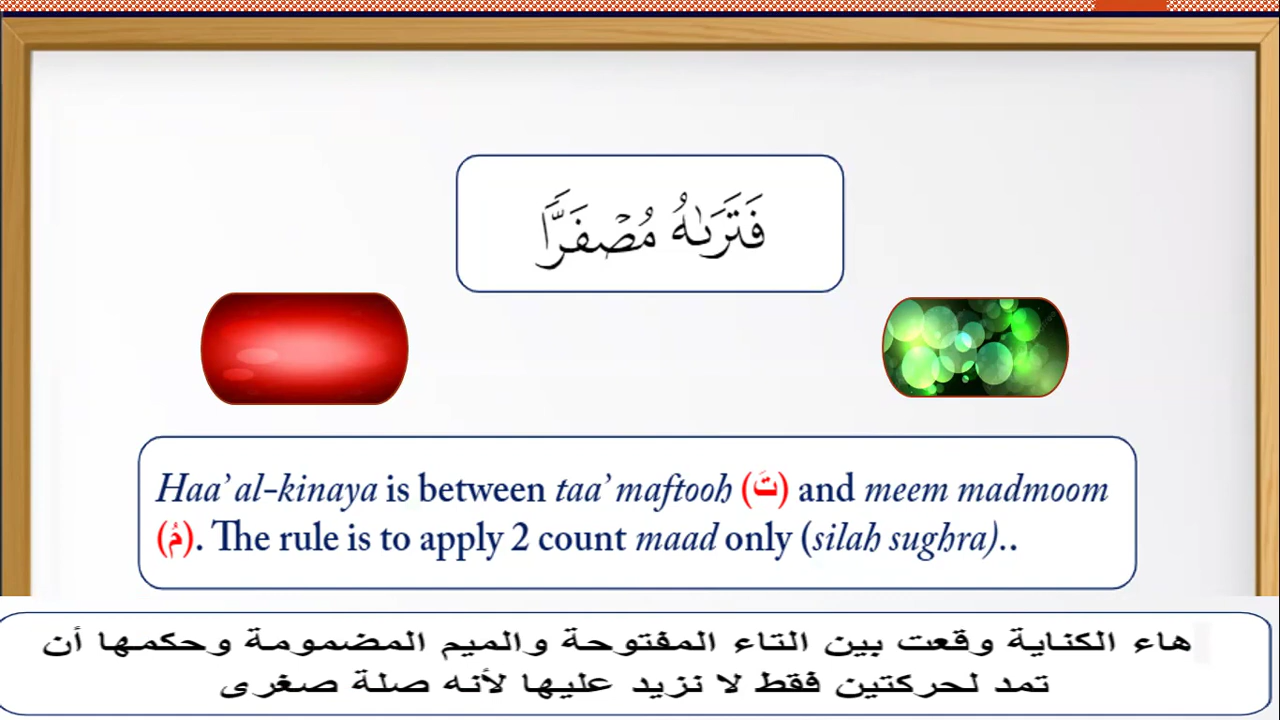 فَتَرَىٰهُ مُصۡفَرّٗا
Haa' al-kinaya is between taa' maftooh (تَ) and meem madmoom
(مُ). The rule is to apply 2 count maad only (silah sughra)..
هاء الكناية وقعت بين التاء المفتوحة والميم المضمومة وحكمها أن
تمد لحركتين فقط لا نزيد عليها لأنه صلة صغرى